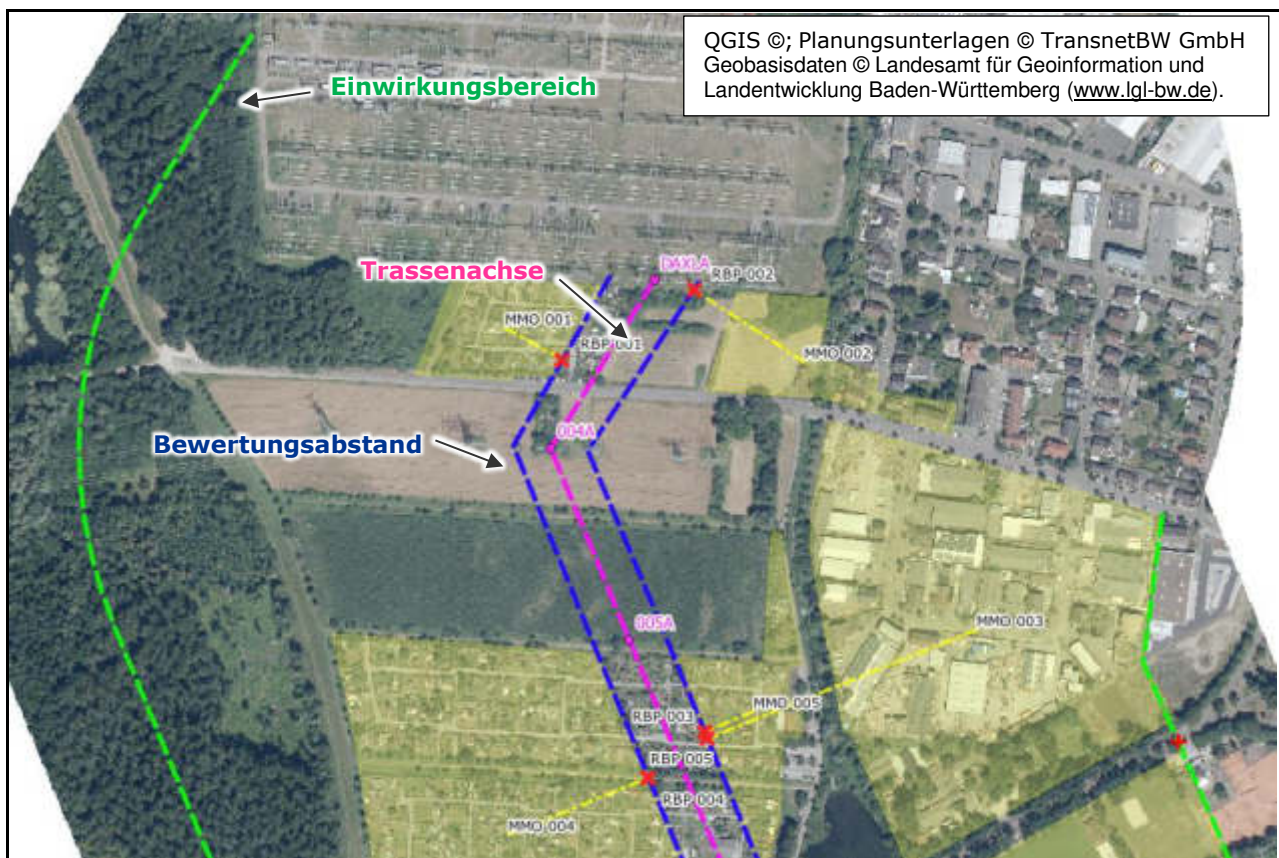 QGIS ©; Planungsunterlagen © TransnetBW GmbH
Geobasisdaten © Landesamt für Geoinformation und
Landentwicklung Baden-Württemberg (www.lgl-bw.de).
Einwirkungsbereich
Trassenachse
DAXLA
RBP 002
MMO 001
RBP 001
MMO 002
Bewertungsabstand
004A
005A
MMO 003
MMO 005
RBP 003
RBP 005
RBP 004
MMO 004